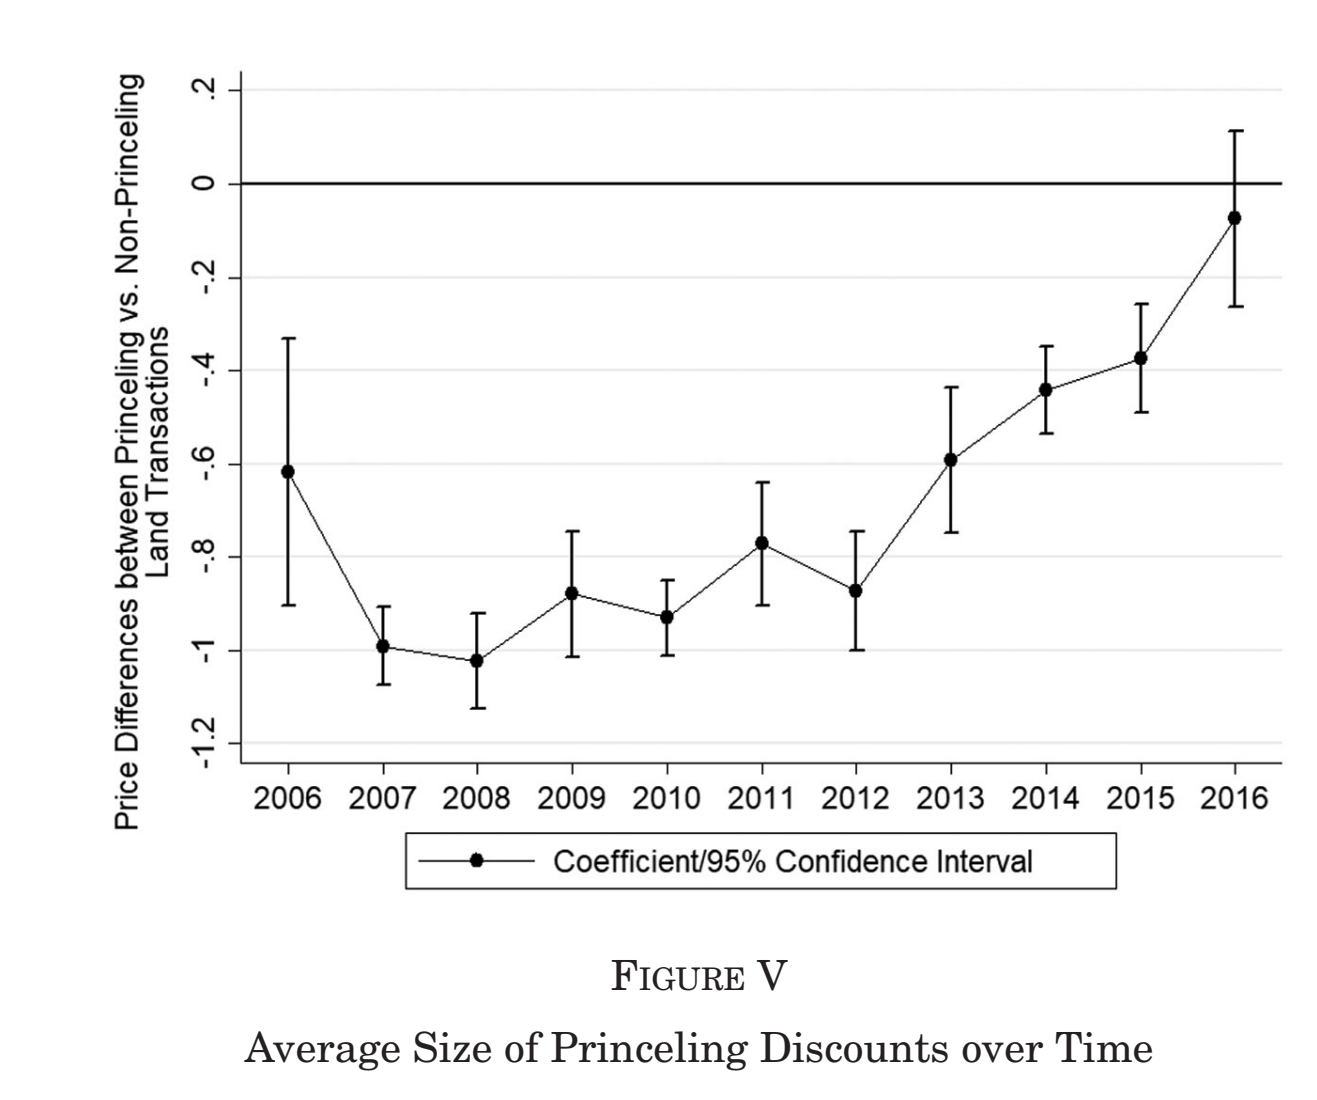 Price Differences between Princeling vs. Non-Princeling
Land Transactions
.2
0
-.2
-.4
-.6
-.8
-1
-1.2
2006 2007 2008 2009 2010 2011 2012 2013 2014 2015 2016
Coefficient/95% Confidence Interval
FIGURE V
Average Size of Princeling Discounts over Time